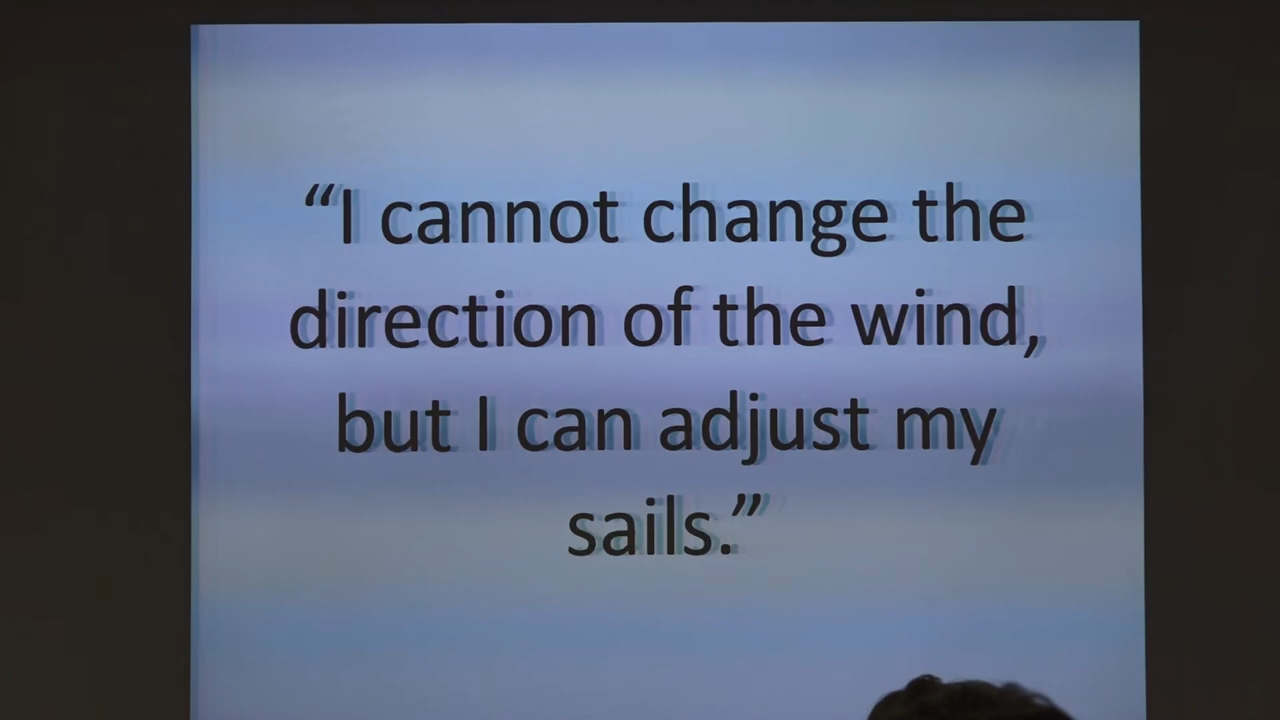 “I cannot change the
direction of the wind,
but I can adjust my
sails.”